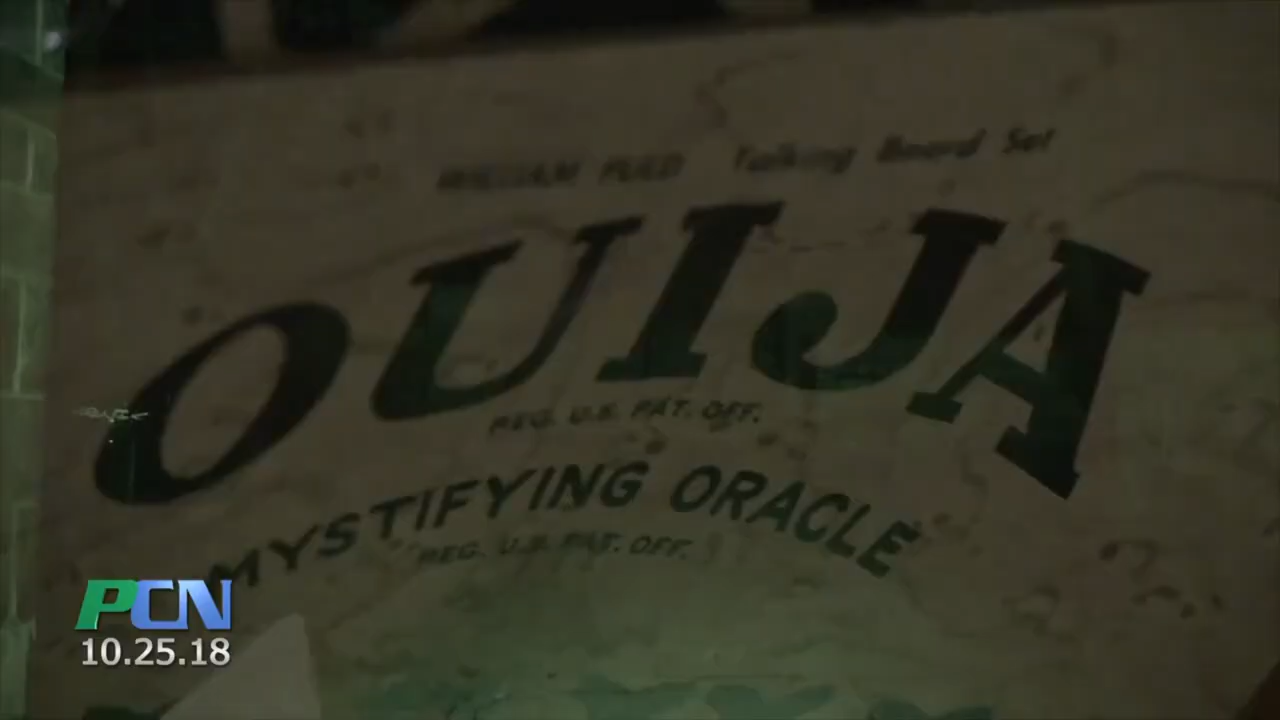 WILLIAM FULD Talking Board Set
OUIJA
REG. U.S. PAT. OFF.
MYSTIFYING ORACLE
REG. U.S. PAT. OFF.
PCN
10.25.18